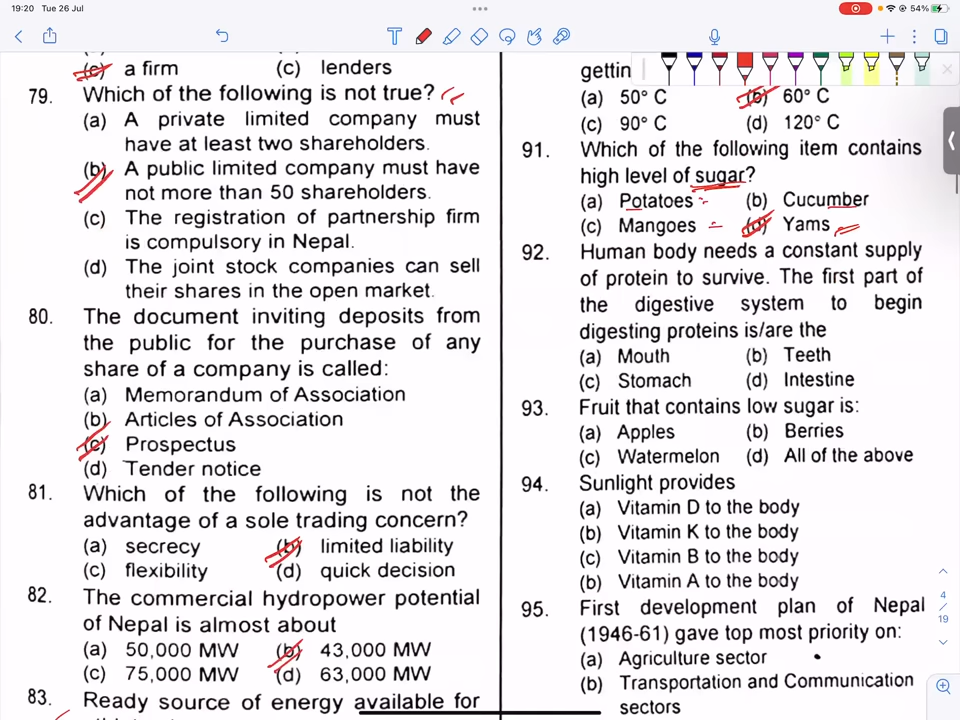 19:20 Tue 26 Jul
54%
a firm (c) lenders
79. Which of the following is not true?
(a) A private limited company must
have at least two shareholders.
(b) A public limited company must have
not more than 50 shareholders.
(c) The registration of partnership firm
is compulsory in Nepal.
(d) The joint stock companies can sell
their shares in the open market.
80. The document inviting deposits from
the public for the purchase of any
share of a company is called:
(a) Memorandum of Association
(b) Articles of Association
(c) Prospectus
(d) Tender notice
81. Which of the following is not the
advantage of a sole trading concern?
(a) secrecy (b) limited liability
(c) flexibility (d) quick decision
82. The commercial hydropower potential
of Nepal is almost about
(a) 50,000 MW (b) 43,000 MW
(c) 75,000 MW (d) 63,000 MW
83. Ready source of energy available for
gettin
(a) 50° C (b) 60° C
(c) 90° C (d) 120° C
91. Which of the following item contains
high level of sugar?
(a) Potatoes (b) Cucumber
(c) Mangoes (d) Yams
92. Human body needs a constant supply
of protein to survive. The first part of
the digestive system to begin
digesting proteins is/are the
(a) Mouth (b) Teeth
(c) Stomach (d) Intestine
93. Fruit that contains low sugar is:
(a) Apples (b) Berries
(c) Watermelon (d) All of the above
94. Sunlight provides
(a) Vitamin D to the body
(b) Vitamin K to the body
(c) Vitamin B to the body
(b) Vitamin A to the body
95. First development plan of Nepal
(1946-61) gave top most priority on:
(a) Agriculture sector
(b) Transportation and Communication
sectors
4
/
19